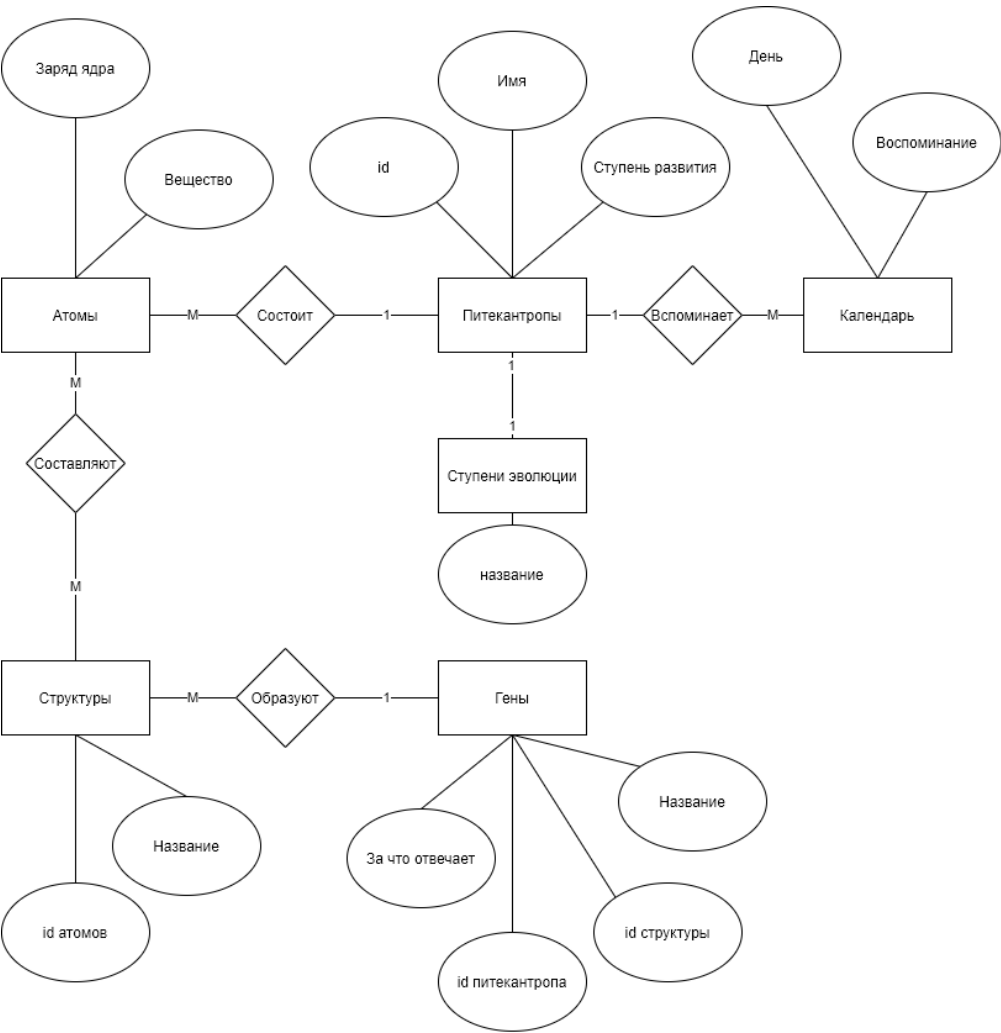 День
Заряд ядра
Имя
Воспоминание
id
Ступень развития
Вещество
Атомы
М
Состоит
1
Питекантропы
1
Вспоминает
М
Календарь
М
1
1
Составляют
Ступени эволюции
название
М
Структуры
М
Образуют
1
Гены
Название
Название
За что отвечает
id атомов
id структуры
id питекантропа